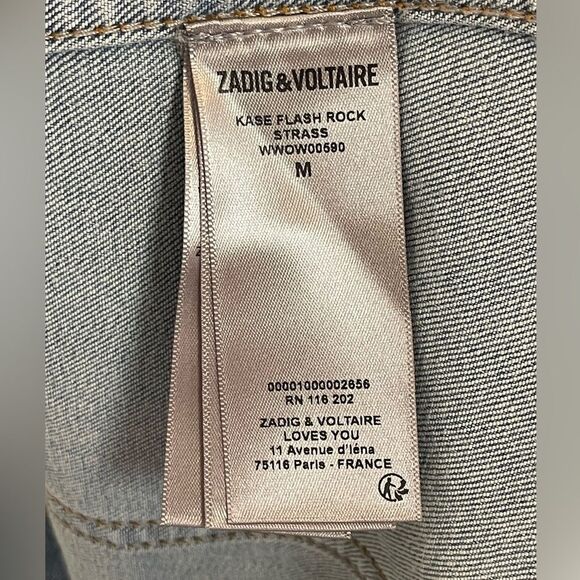 ZADIG & VOLTAIRE
KASE FLASH ROCK
STRASS
WWOW00590
M
00001000002656
RN 116 202
ZADIG & VOLTAIRE
LOVES YOU
11 Avenue d'Iéna
75116 Paris - FRANCE